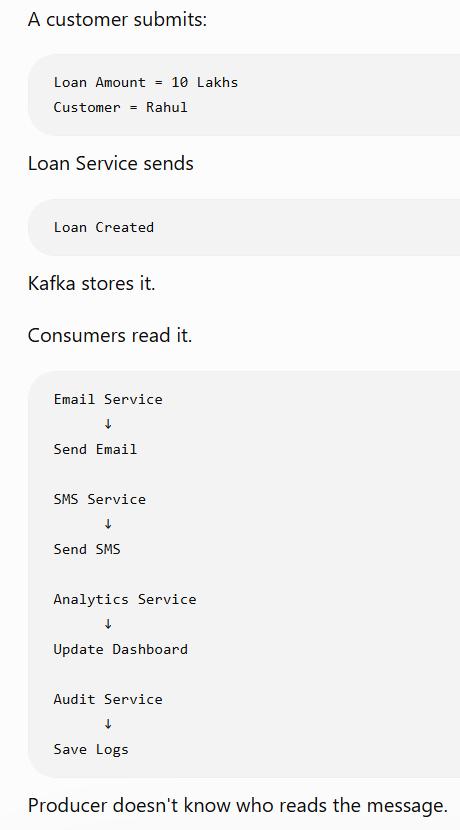 A customer submits:
Loan Amount = 10 Lakhs
Customer = Rahul
Loan Service sends
Loan Created
Kafka stores it.
Consumers read it.
Email Service
↓
Send Email
SMS Service
↓
Send SMS
Analytics Service
↓
Update Dashboard
Audit Service
↓
Save Logs
Producer doesn't know who reads the message.